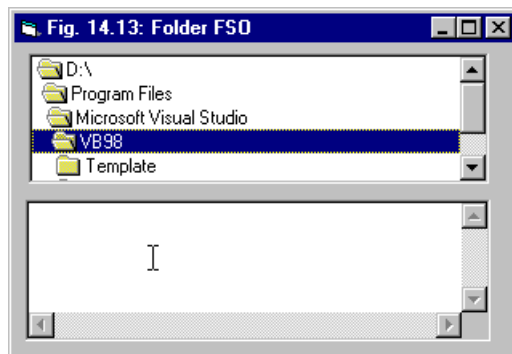 Fig. 14.13: Folder FSO
D:\
Program Files
Microsoft Visual Studio
VB98
Template